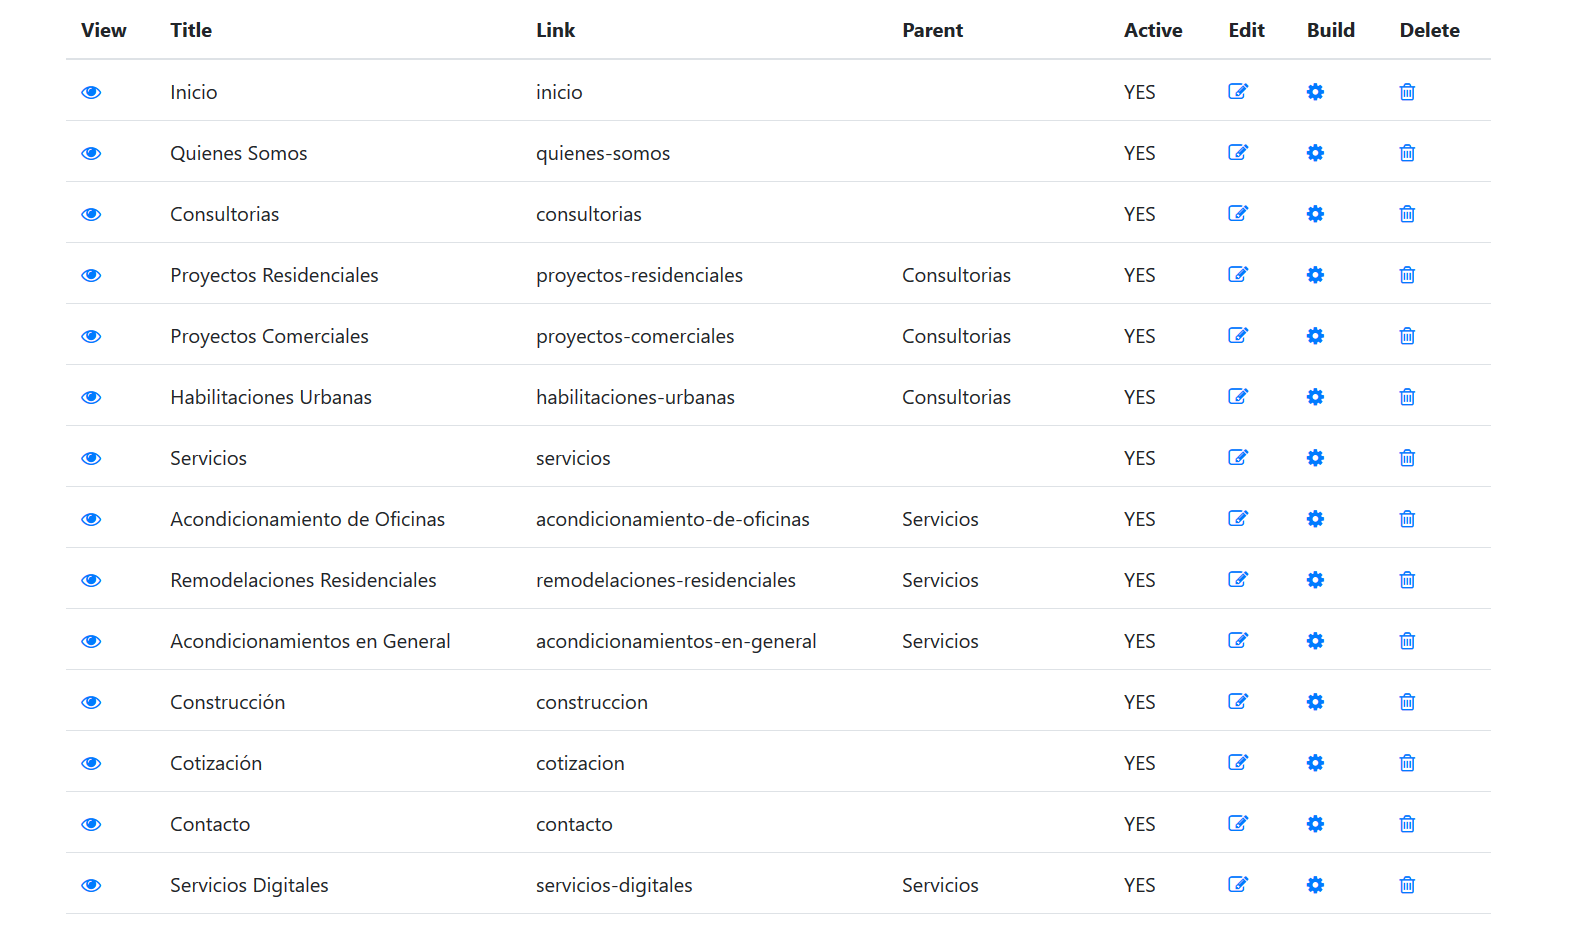 View Title Link Parent Active Edit Build Delete
Inicio inicio YES
Quienes Somos quienes-somos YES
Consultorias consultorias YES
Proyectos Residenciales proyectos-residenciales Consultorias YES
Proyectos Comerciales proyectos-comerciales Consultorias YES
Habilitaciones Urbanas habilitaciones-urbanas Consultorias YES
Servicios servicios YES
Acondicionamiento de Oficinas acondicionamiento-de-oficinas Servicios YES
Remodelaciones Residenciales remodelaciones-residenciales Servicios YES
Acondicionamientos en General acondicionamientos-en-general Servicios YES
Construcción construccion YES
Cotización cotizacion YES
Contacto contacto YES
Servicios Digitales servicios-digitales Servicios YES